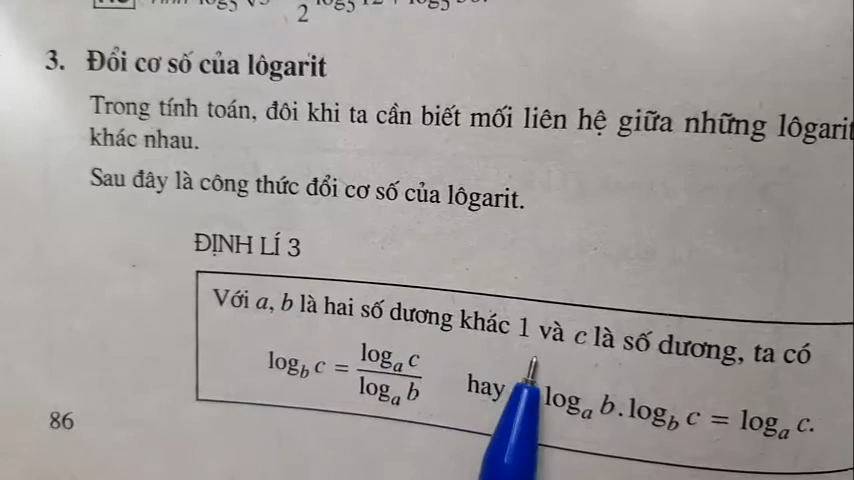 3. Đổi cơ số của lôgarit
Trong tính toán, đôi khi ta cần biết mối liên hệ giữa những lôgarit
khác nhau.
Sau đây là công thức đổi cơ số của lôgarit.
ĐỊNH LÍ 3
Với a, b là hai số dương khác 1 và c là số dương, ta có
log_b c = log_a c / log_a b hay log_a b . log_b c = log_a c.
86